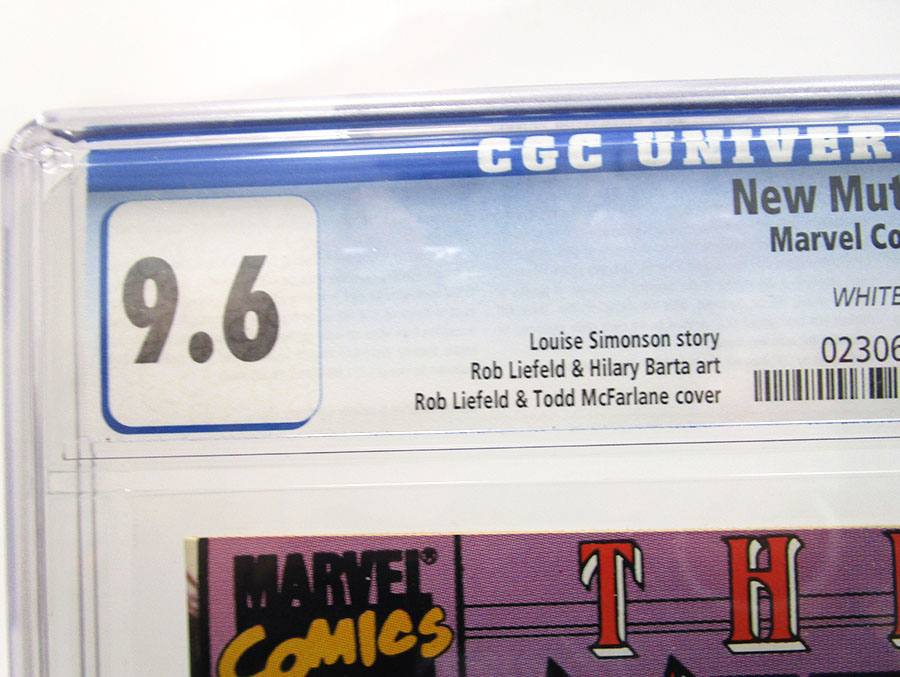 CGC UNIVER
New Mut
Marvel Co
9.6
WHITE
Louise Simonson story
Rob Liefeld & Hilary Barta art
Rob Liefeld & Todd McFarlane cover
02306
MARVEL®
COMICS
TH